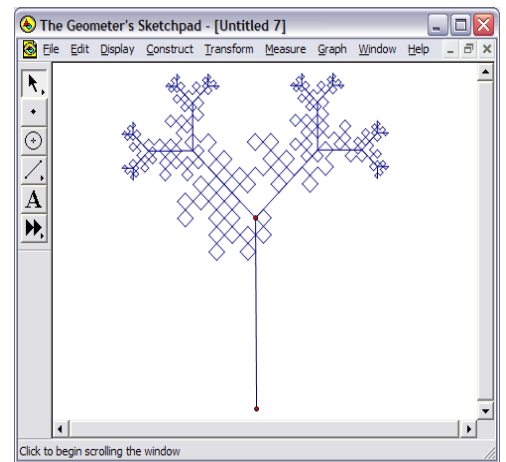 The Geometer's Sketchpad - [Untitled 7]
File Edit Display Construct Transform Measure Graph Window Help
A
Click to begin scrolling the window